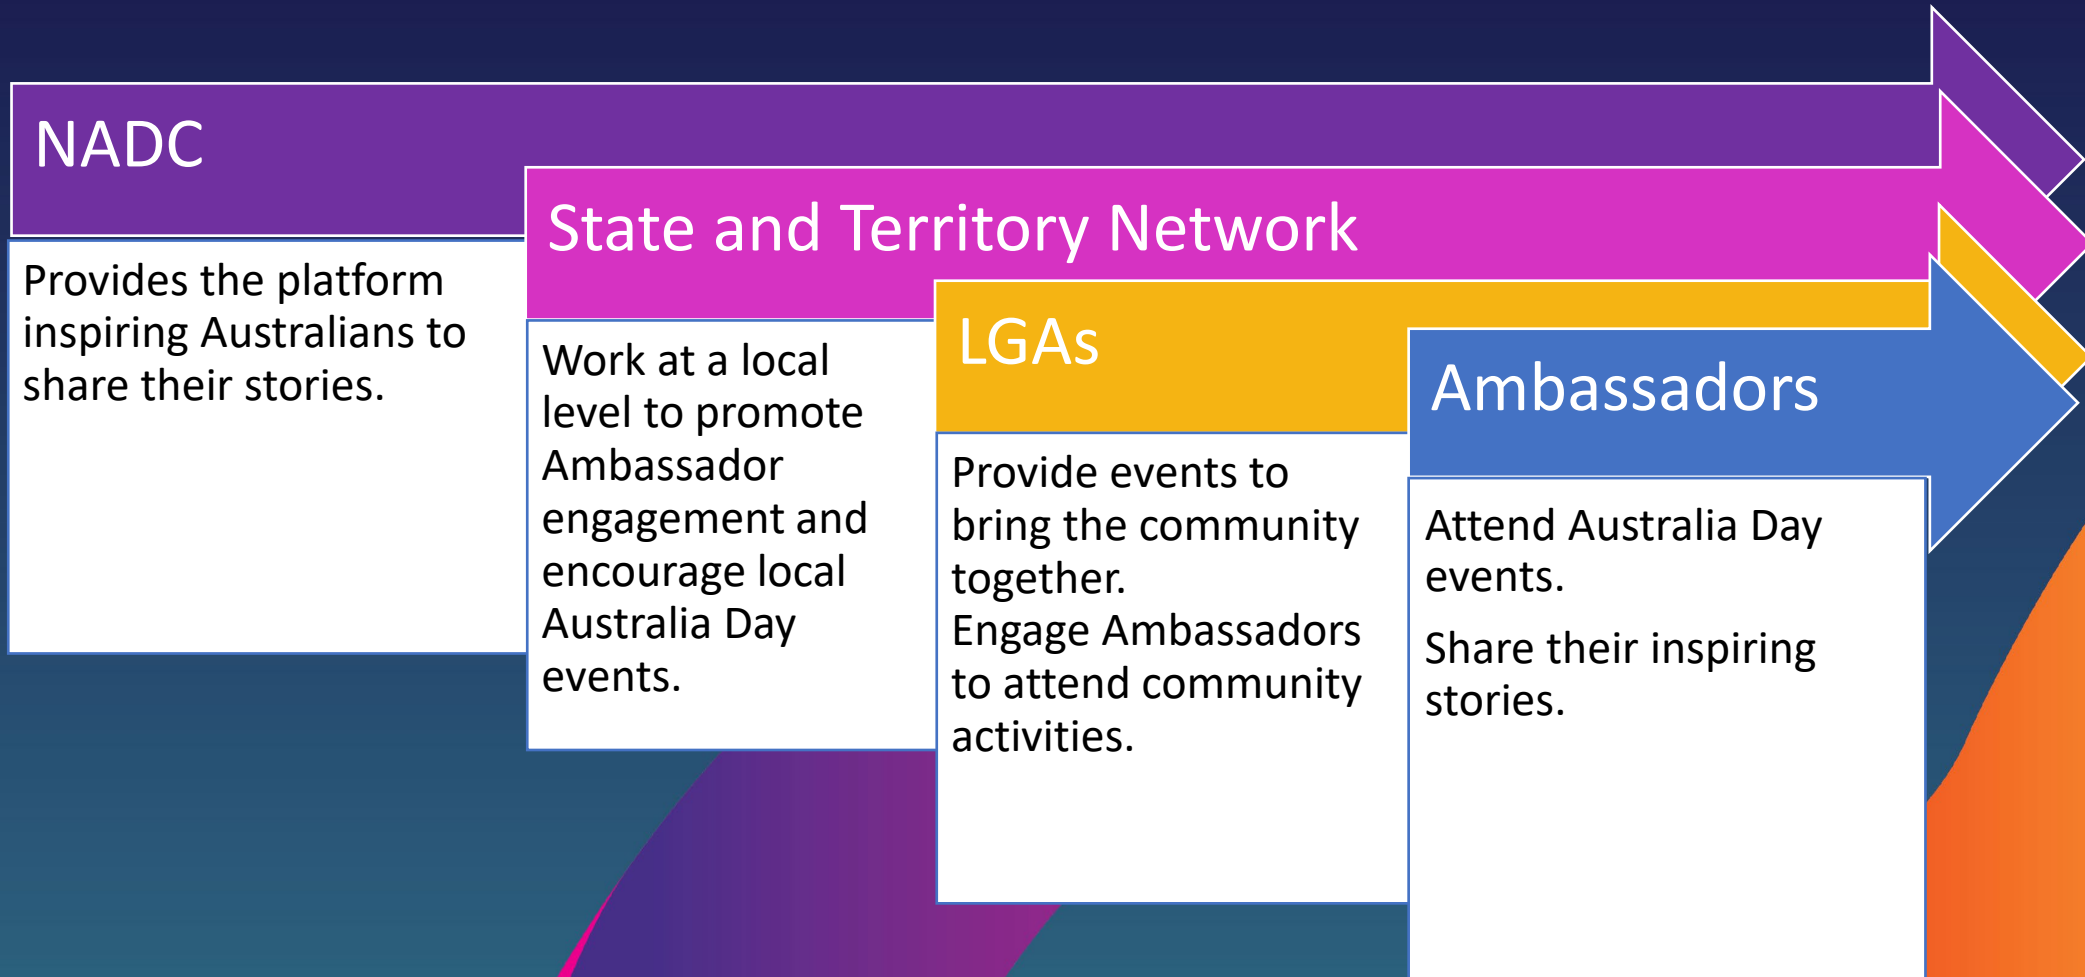 NADC
Provides the platform
inspiring Australians to
share their stories.
State and Territory Network
Work at a local
level to promote
Ambassador
engagement and
encourage local
Australia Day
events.
LGAs
Provide events to
bring the community
together.
Engage Ambassadors
to attend community
activities.
Ambassadors
Attend Australia Day
events.
Share their inspiring
stories.